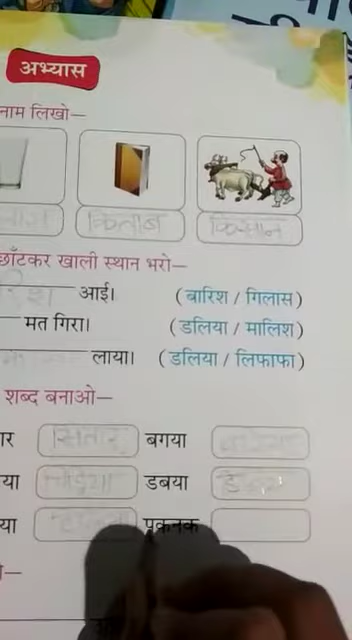 अभ्यास
नाम लिखो—
किताब किसान
छाँटकर खाली स्थान भरो—
आई। (बारिश / गिलास)
मत गिरा। (डलिया / मालिश)
लाया। (डलिया / लिफाफा)
शब्द बनाओ—
ार सितार बगया
या चिड़िया डबया
या पकनक